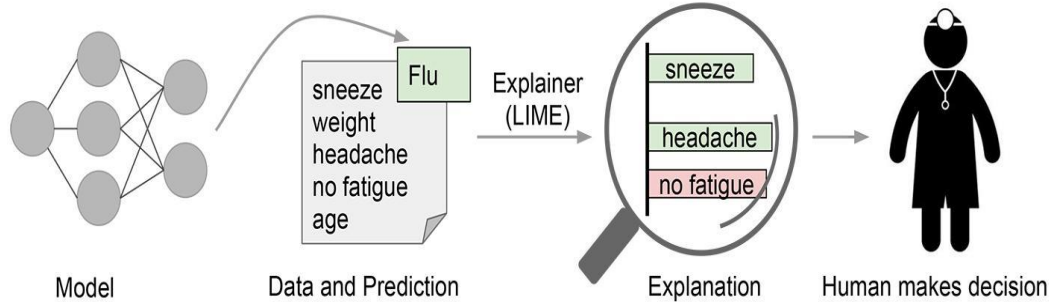 Flu
sneeze
weight
headache
no fatigue
age
Explainer
(LIME)
sneeze
headache
no fatigue
Model
Data and Prediction
Explanation
Human makes decision